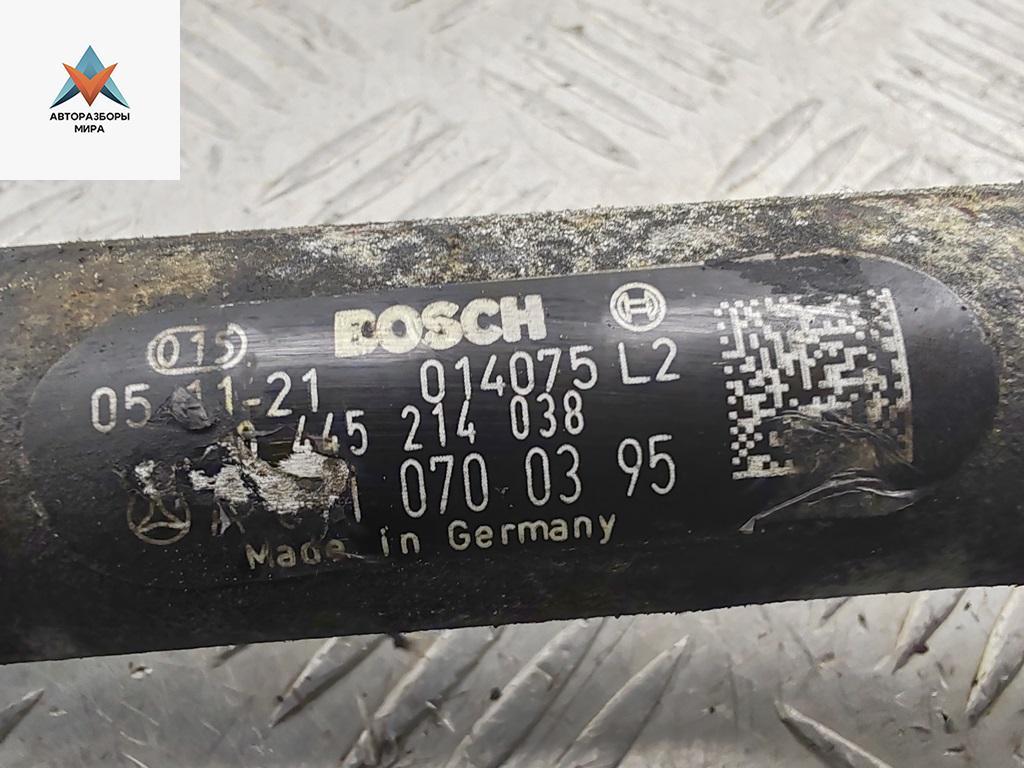 АВТОРАЗБОРЫ
МИРА
015 BOSCH
05 11-21 014075 L2
445 214 038
070 03 95
Made in Germany